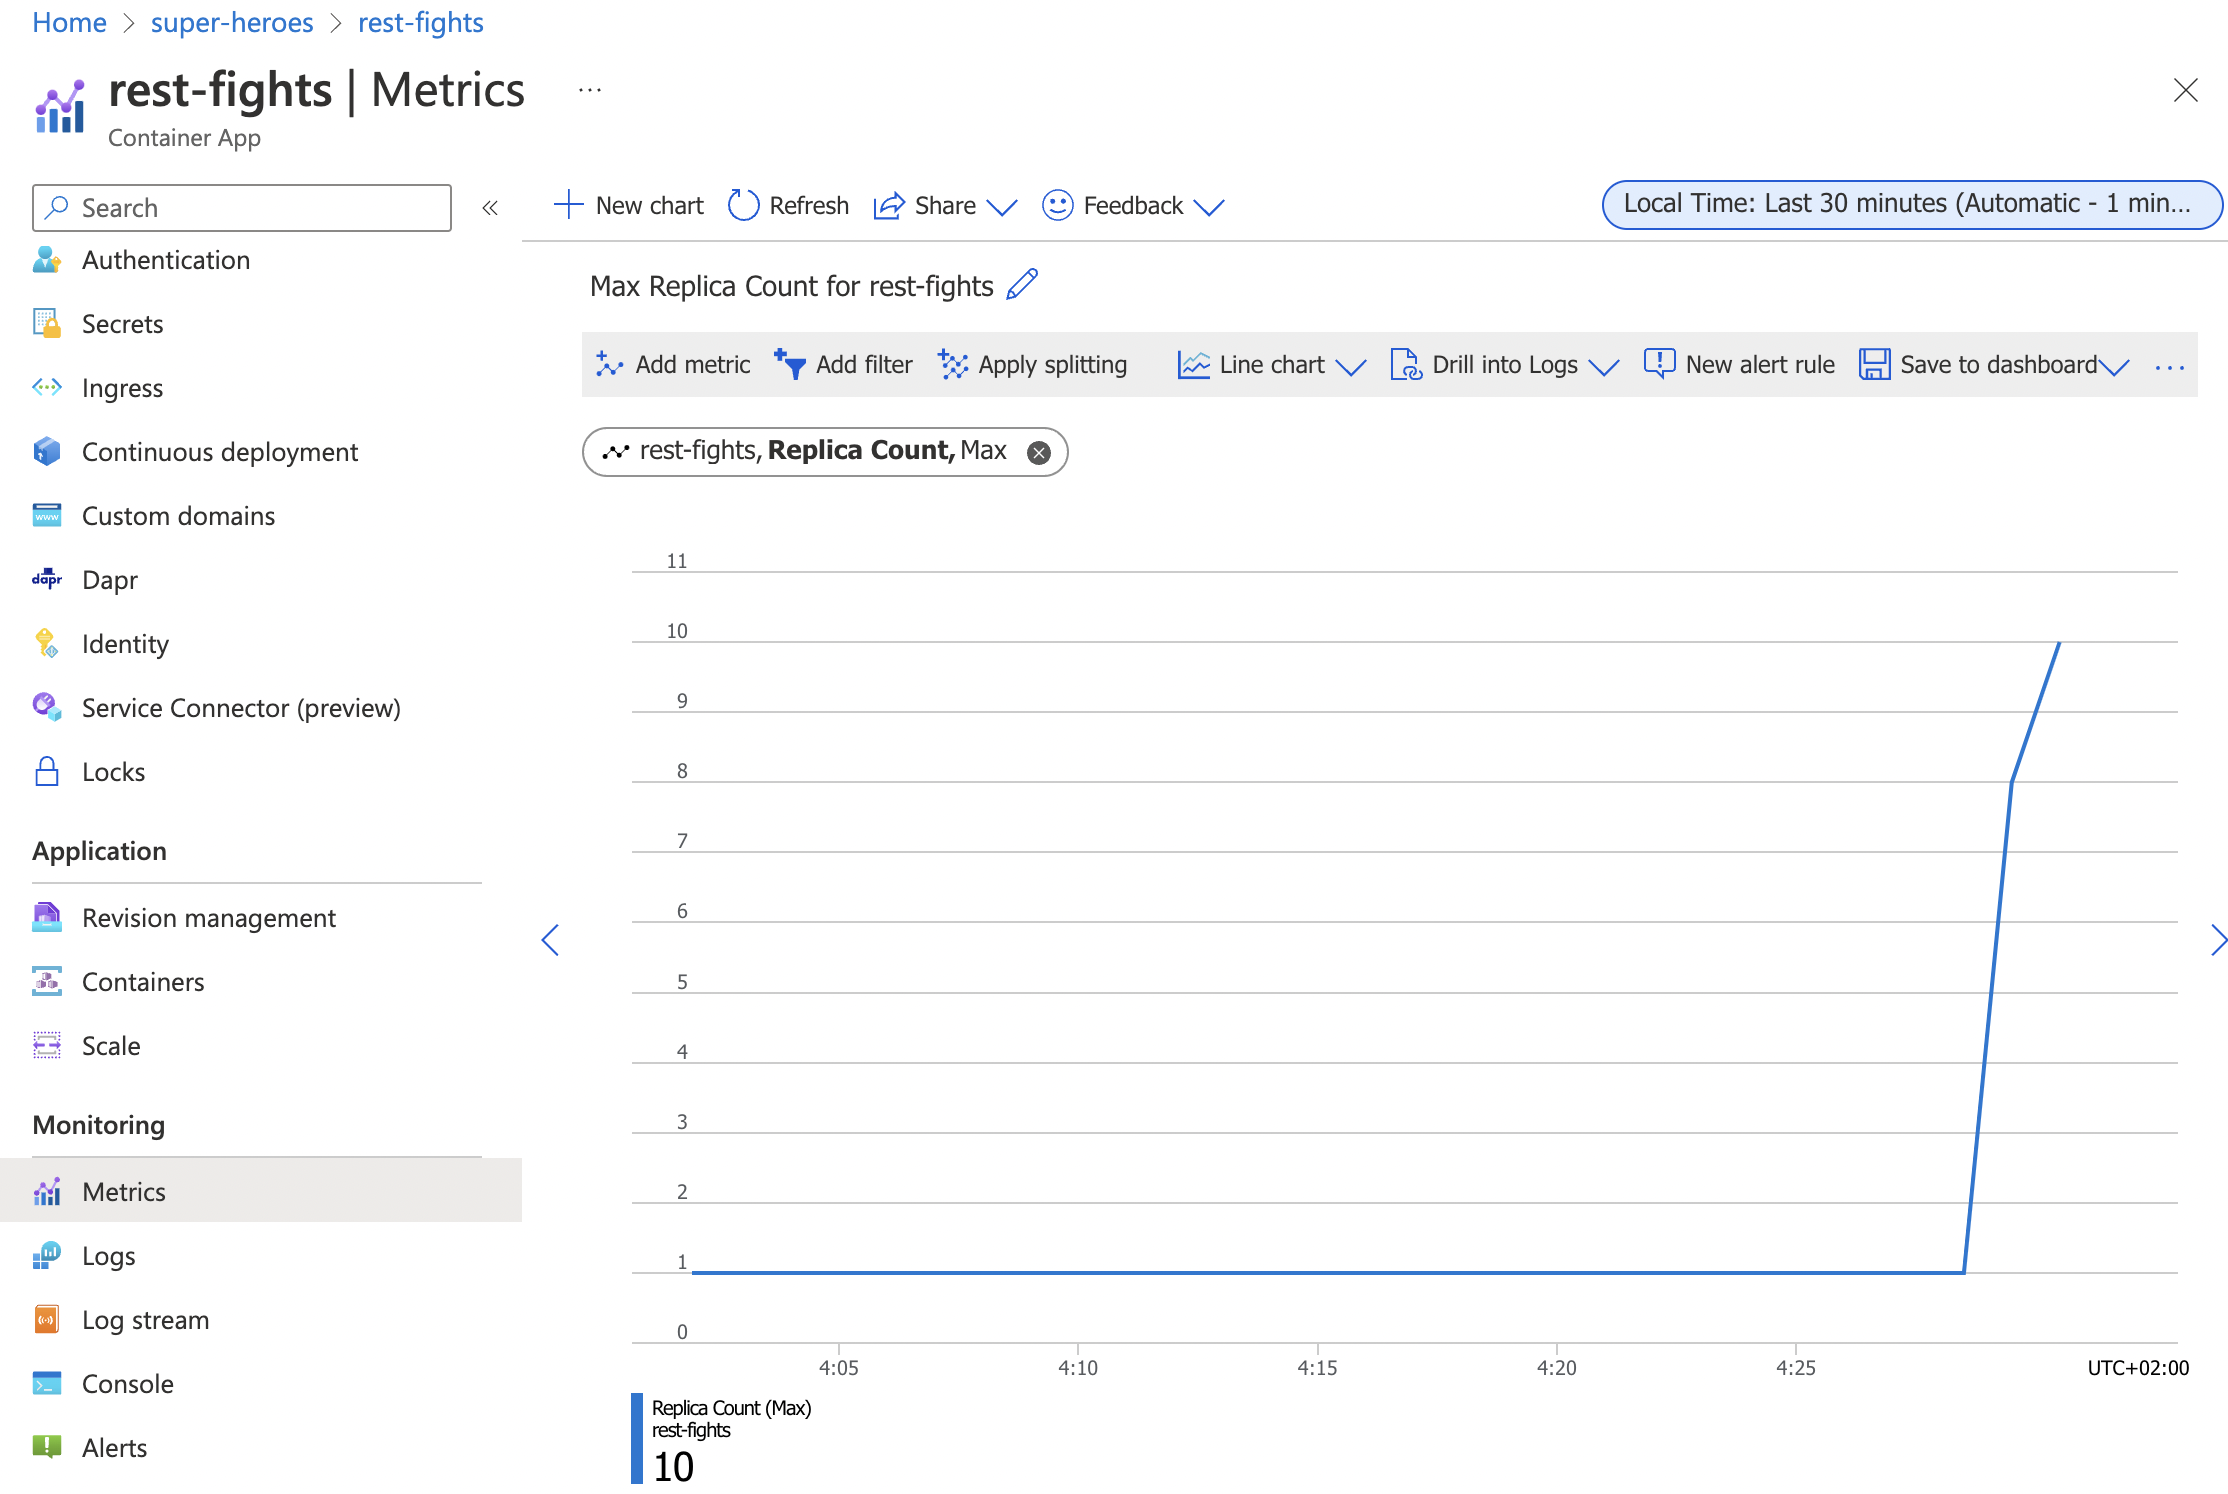 Home > super-heroes > rest-fights
rest-fights | Metrics ...
Container App
Search
«
Authentication
Secrets
Ingress
Continuous deployment
www
Custom domains
dapr
Dapr
Identity
Service Connector (preview)
Locks
Application
Revision management
Containers
Scale
Monitoring
Metrics
Logs
Log stream
Console
Alerts
New chart Refresh Share Feedback
Local Time: Last 30 minutes (Automatic - 1 min...
Max Replica Count for rest-fights
Add metric Add filter Apply splitting Line chart Drill into Logs New alert rule Save to dashboard ...
rest-fights, Replica Count, Max
11
10
9
8
7
6
5
4
3
2
1
0
4:05 4:10 4:15 4:20 4:25 UTC+02:00
Replica Count (Max)
rest-fights
10